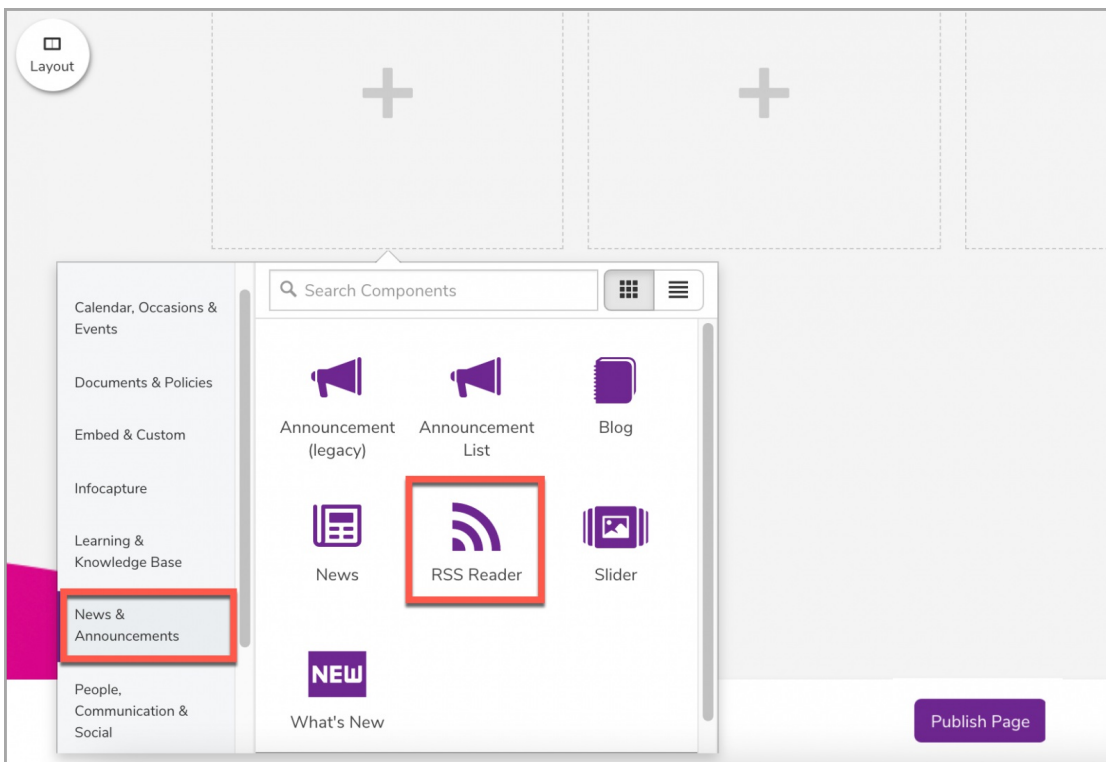 Layout
Calendar, Occasions &
Events
Documents & Policies
Embed & Custom
Infocapture
Learning &
Knowledge Base
News &
Announcements
People,
Communication &
Social
Search Components
Announcement
(legacy)
Announcement
List
Blog
News
RSS Reader
Slider
NEW
What's New
Publish Page